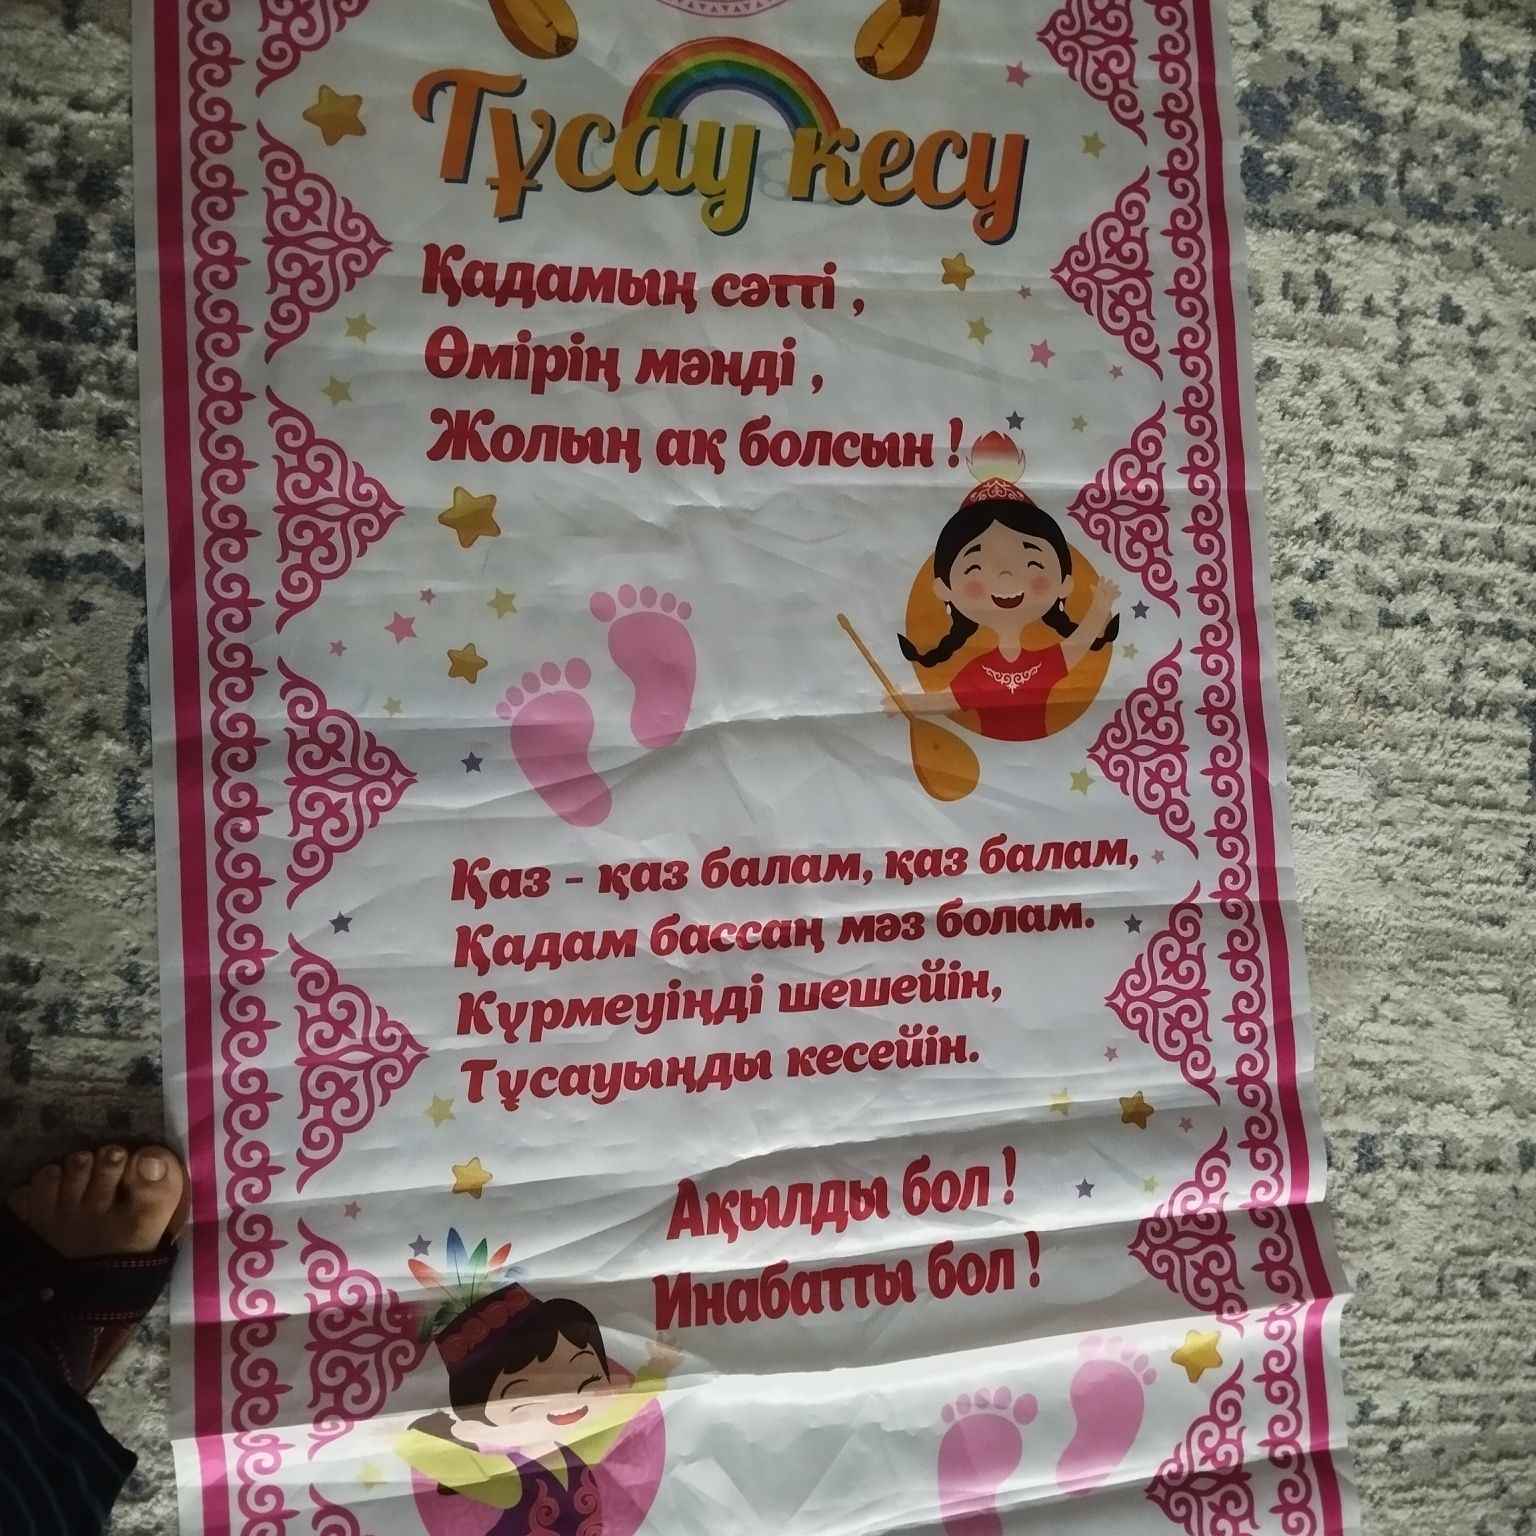 Тұсау кесу
Қадамың сәтті ,
Өмірің мәнді ,
Жолың ақ болсын !
Қаз - қаз балам, қаз балам,
Қадам бассаң мәз болам.
Күрмеуіңді шешейін,
Тұсауыңды кесейін.
Ақылды бол !
Инабатты бол !